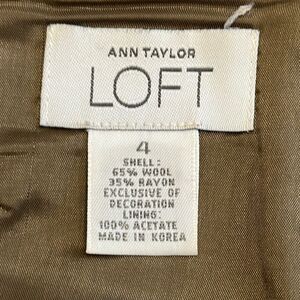 ANN TAYLOR
LOFT
4
SHELL:
65% WOOL
35% RAYON
EXCLUSIVE OF
DECORATION
LINING:
100% ACETATE
MADE IN KOREA